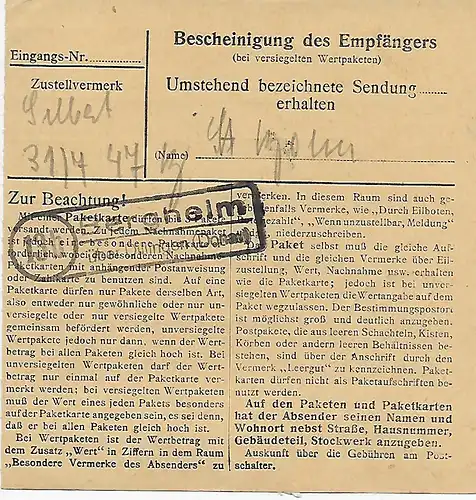 Eingangs-Nr.
Zustellvermerk
Selbst
31/4 47
Bescheinigung des Empfängers
(bei versiegelten Wertpaketen)
Umstehend bezeichnete Sendung
erhalten
(Name)
Zur Beachtung!
Mit einer Paketkarte dürfen bis
versandt werden. Zu jedem Nachnahmepaket
ist jedoch eine besondere Paketkarte
erforderlich, wobei die besonderen Nachnahme-
Paketkarten mit anhängender Postanweisung
oder Zahlkarte zu benutzen sind. Auf eine
Paketkarte dürfen nur Pakete derselben Art,
also entweder nur gewöhnliche oder nur un-
versiegelte oder nur versiegelte Wertpakete
gemeinsam befördert werden, unversiegelte
Wertpakete jedoch nur dann, wenn der Wert-
betrag bei allen Paketen gleich hoch ist. Bei
unversiegelten Wertpaketen darf der Wert-
betrag nur einmal auf der Paketkarte ver-
merkt werden; bei versiegelten Wertpaketen
muß der Wert eines jeden Pakets besonders
auf der Paketkarte angegeben sein, es sei denn,
daß er bei allen Paketen gleich hoch ist.
Bei Wertpaketen ist der Wertbetrag mit
dem Zusatz „Wert" in Ziffern in dem Raum
„Besondere Vermerke des Absenders" zu
vermerken. In diesem Raum sind auch ge-
gebenenfalls Vermerke, wie „Durch Eilboten,
bezahlt", „Wenn unzustellbar, Meldung"
niederzuschreiben.
Paket selbst muß die gleiche Auf-
schrift und die gleichen Vermerke über Eil-
zustellung, Wert, Nachnahme usw. erhalten
wie die Paketkarte; jedoch ist bei unver-
siegelten Wertpaketen die Wertangabe auf dem
Paket wegzulassen. Der Bestimmungspostort
ist möglichst groß und deutlich anzugeben.
Postpakete, die aus leeren Schachteln, Kisten,
Körben oder andern leeren Behältnissen be-
stehen, sind über der Anschrift durch den
Vermerk „Leergut" zu kennzeichnen. Paket-
karten dürfen nicht als Paketaufschriften be-
nutzt werden.
Auf den Paketen und Paketkarten
hat der Absender seinen Namen und
Wohnort nebst Straße, Hausnummer,
Gebäudeteil, Stockwerk anzugeben.
Auskunft über die Gebühren am Post-
schalter.